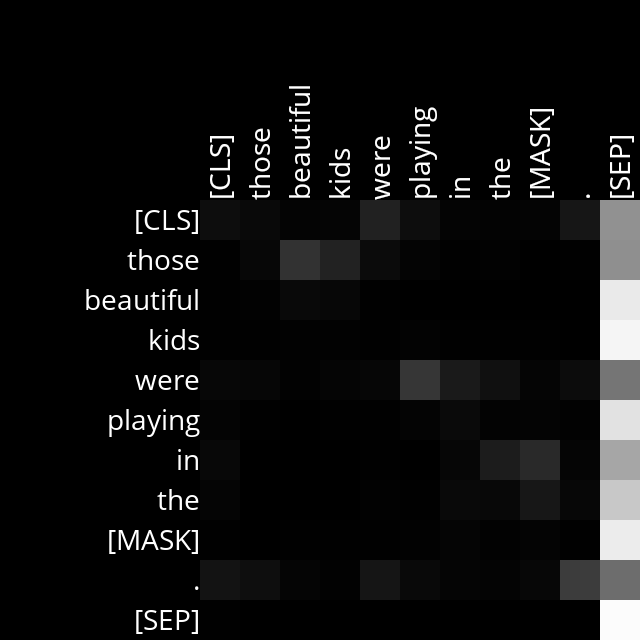 [CLS] those beautiful kids were playing in the [MASK] . [SEP]
[CLS]
those
beautiful
kids
were
playing
in
the
[MASK]
.
[SEP]